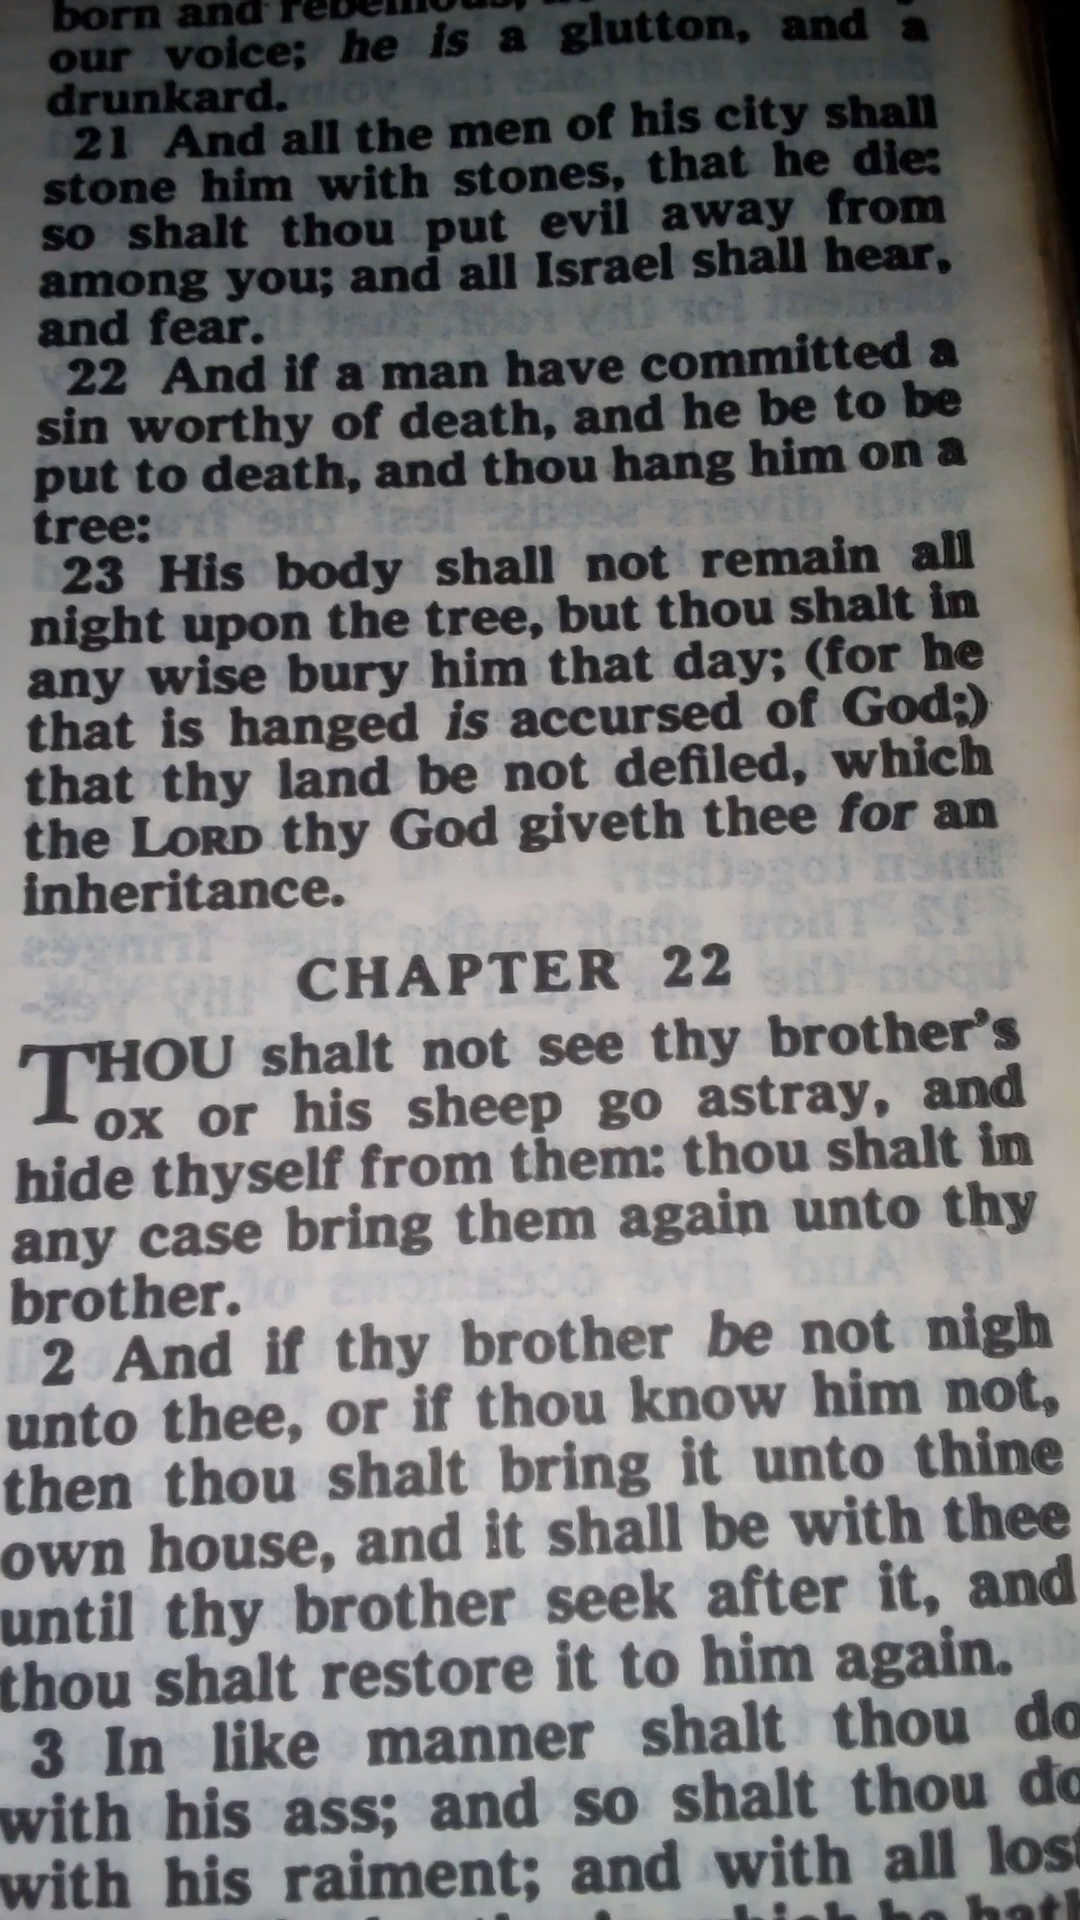 born and rebellious,
our voice; he is a glutton, and a
drunkard.
21 And all the men of his city shall
stone him with stones, that he die:
so shalt thou put evil away from
among you; and all Israel shall hear,
and fear.
22 And if a man have committed a
sin worthy of death, and he be to be
put to death, and thou hang him on a
tree:
23 His body shall not remain all
night upon the tree, but thou shalt in
any wise bury him that day; (for he
that is hanged is accursed of God;)
that thy land be not defiled, which
the LORD thy God giveth thee for an
inheritance.
CHAPTER 22
THOU shalt not see thy brother's
ox or his sheep go astray, and
hide thyself from them: thou shalt in
any case bring them again unto thy
brother.
2 And if thy brother be not nigh
unto thee, or if thou know him not,
then thou shalt bring it unto thine
own house, and it shall be with thee
until thy brother seek after it, and
thou shalt restore it to him again.
3 In like manner shalt thou do
with his ass; and so shalt thou do
with his raiment; and with all lost